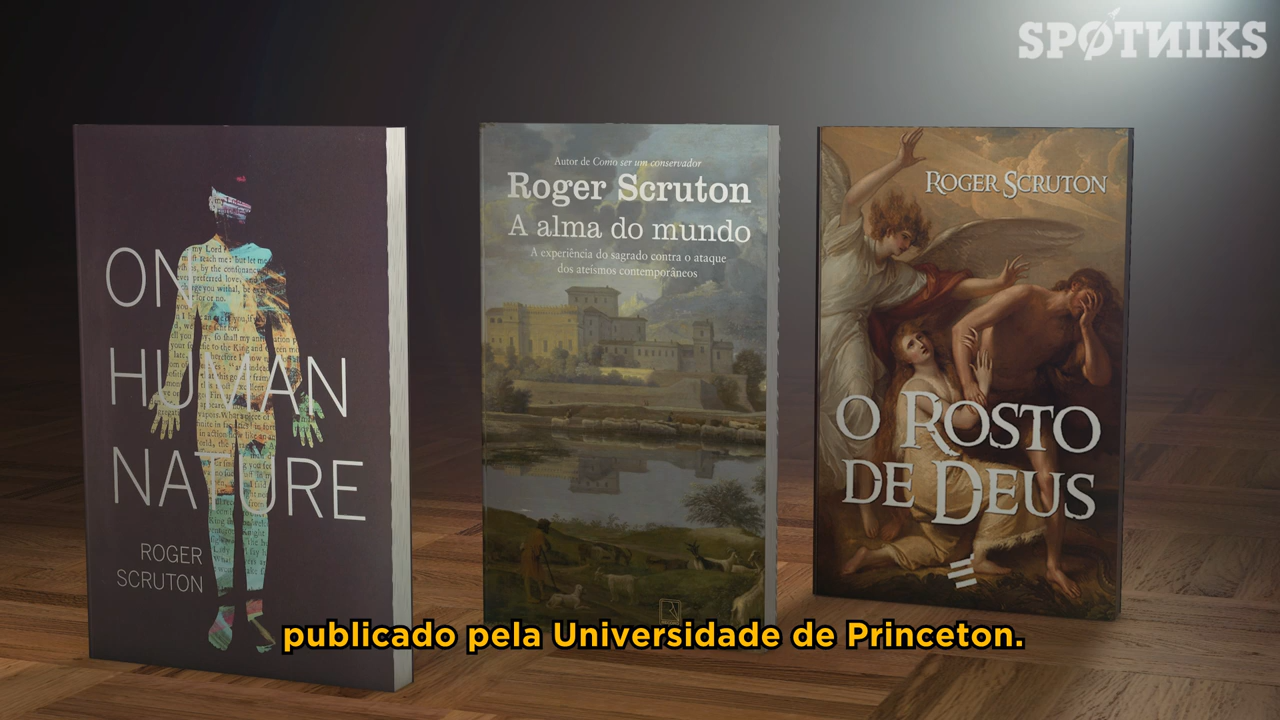 SPØTИIKS
ON
HUMAN
NATURE
ROGER
SCRUTON
Autor de Como ser um conservador
Roger Scruton
A alma do mundo
A experiência do sagrado contra o ataque
dos ateísmos contemporâneos
ROGER SCRUTON
O ROSTO
DE DEUS
publicado pela Universidade de Princeton.